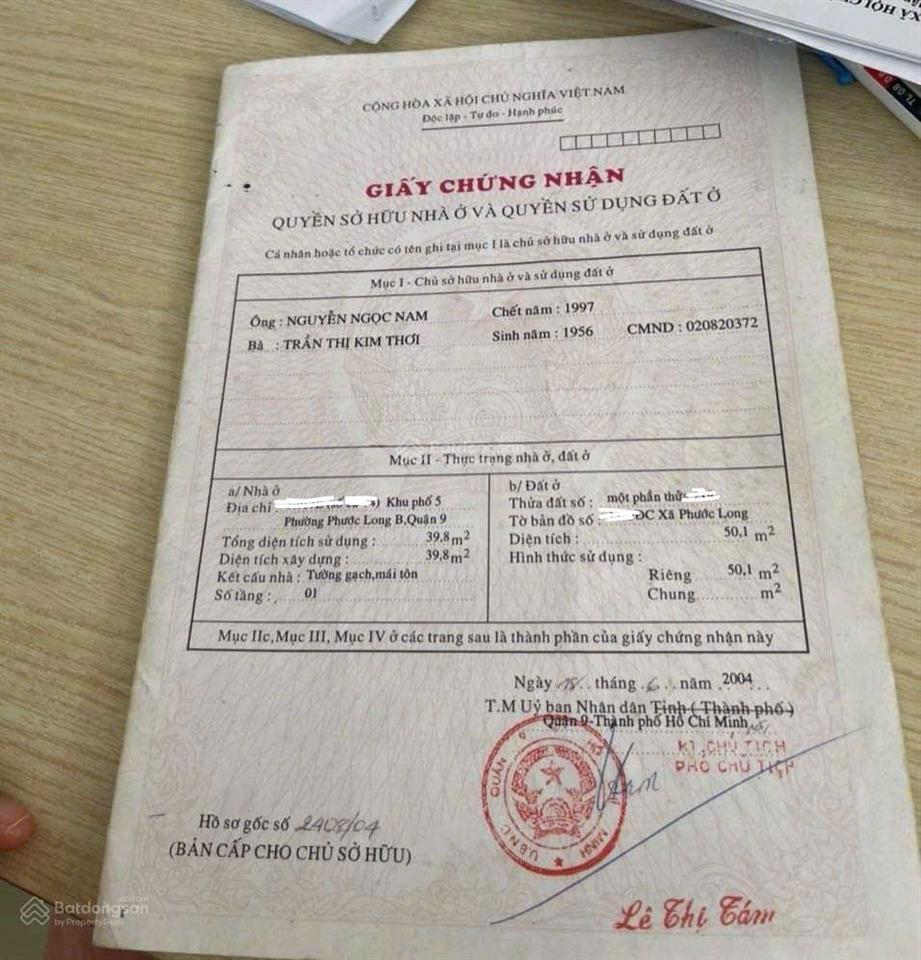 CỘNG HÒA XÃ HỘI CHỦ NGHĨA VIỆT NAM
Độc lập - Tự do - Hạnh phúc
GIẤY CHỨNG NHẬN
QUYỀN SỞ HỮU NHÀ Ở VÀ QUYỀN SỬ DỤNG ĐẤT Ở
Cá nhân hoặc tổ chức có tên ghi tại mục I là chủ sở hữu nhà ở và sử dụng đất ở
Mục I - Chủ sở hữu nhà ở và sử dụng đất ở
Ông : NGUYỄN NGỌC NAM Chết năm : 1997
Bà : TRẦN THỊ KIM THƠI Sinh năm : 1956 CMND : 020820372
Mục II - Thực trạng nhà ở, đất ở
a/ Nhà ở
Địa chỉ Khu phố 5
Phường Phước Long B,Quận 9
Tổng diện tích sử dụng : 39,8 m2
Diện tích xây dựng : 39,8 m2
Kết cấu nhà : Tường gạch,mái tôn
Số tầng : 01
b/ Đất ở
Thửa đất số : một phần thử
Tờ bản đồ số : ĐC Xã Phước Long
Diện tích : 50,1 m2
Hình thức sử dụng :
Riêng 50,1 m2
Chung m2
Mục IIc,Mục III, Mục IV ở các trang sau là thành phần của giấy chứng nhận này
Ngày 18 tháng 6 năm 2004
T.M Uỷ ban Nhân dân Tỉnh ( Thành phố )
Quận 9-Thành phố Hồ Chí Minh
KT.CHỦ TỊCH
PHÓ CHỦ TỊCH
U.B.N.D QUẬN 9
MINH
Hồ sơ gốc số 2408/04
(BẢN CẤP CHO CHỦ SỞ HỮU)
Lê Thị Tám
Batdongsan
by PropertyGuru